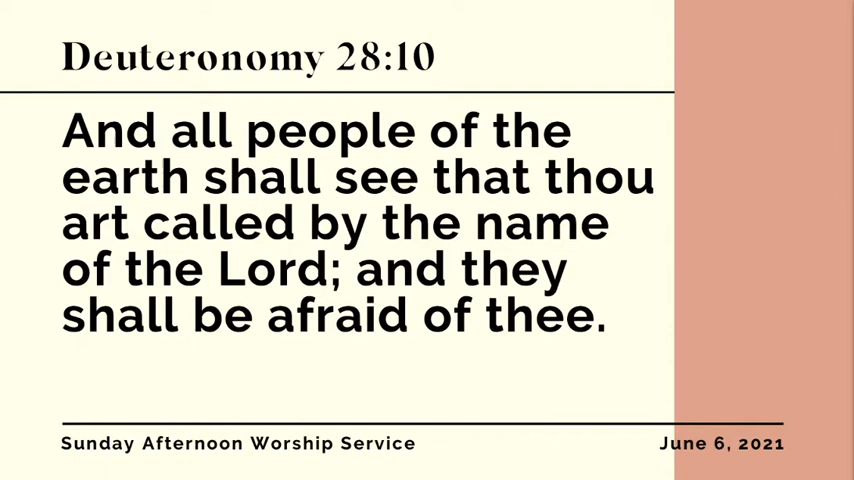 Deuteronomy 28:10
And all people of the
earth shall see that thou
art called by the name
of the Lord; and they
shall be afraid of thee.
Sunday Afternoon Worship Service
June 6, 2021